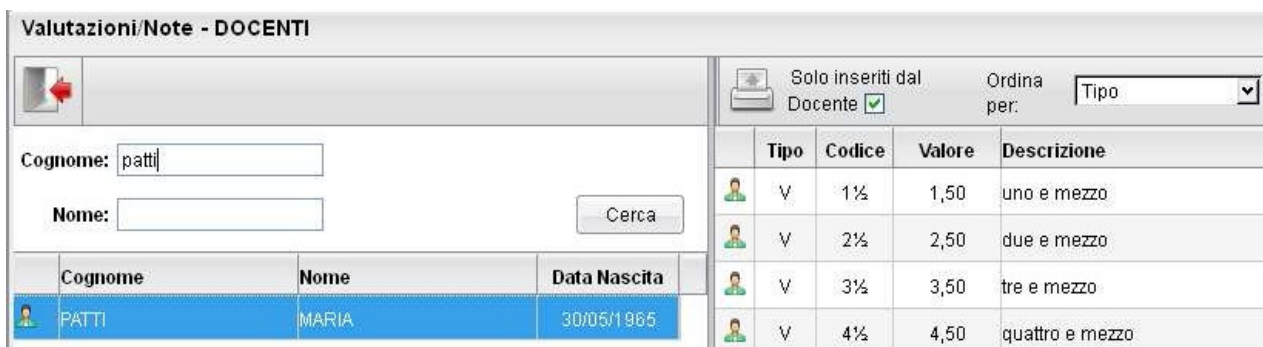 Valutazioni/Note - DOCENTI
Cognome: patti
Nome:
Cerca
Cognome Nome Data Nascita
PATTI MARIA 30/05/1965
Solo inseriti dal
Docente
Ordina
per:
Tipo
Tipo Codice Valore Descrizione
V 1½ 1,50 uno e mezzo
V 2½ 2,50 due e mezzo
V 3½ 3,50 tre e mezzo
V 4½ 4,50 quattro e mezzo